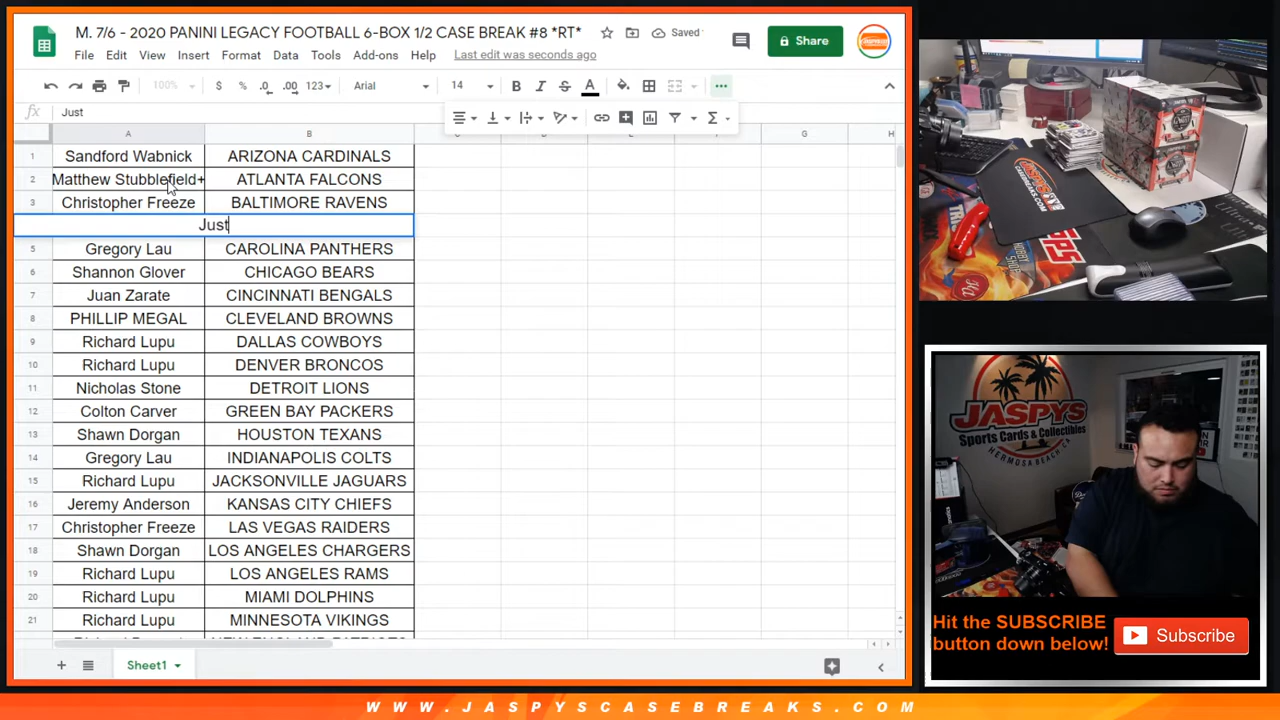 M. 7/6 - 2020 PANINI LEGACY FOOTBALL 6-BOX 1/2 CASE BREAK #8 *RT*
Saved
Share
File Edit View Insert Format Data Tools Add-ons Help Last edit was seconds ago
100% $ % .0 .00 123 Arial 14 B I S A
fx Just
A B C D E F G H
1 Sandford Wabnick ARIZONA CARDINALS
2 Matthew Stubblefield+ ATLANTA FALCONS
3 Christopher Freeze BALTIMORE RAVENS
Just
5 Gregory Lau CAROLINA PANTHERS
6 Shannon Glover CHICAGO BEARS
7 Juan Zarate CINCINNATI BENGALS
8 PHILLIP MEGAL CLEVELAND BROWNS
9 Richard Lupu DALLAS COWBOYS
10 Richard Lupu DENVER BRONCOS
11 Nicholas Stone DETROIT LIONS
12 Colton Carver GREEN BAY PACKERS
13 Shawn Dorgan HOUSTON TEXANS
14 Gregory Lau INDIANAPOLIS COLTS
15 Richard Lupu JACKSONVILLE JAGUARS
16 Jeremy Anderson KANSAS CITY CHIEFS
17 Christopher Freeze LAS VEGAS RAIDERS
18 Shawn Dorgan LOS ANGELES CHARGERS
19 Richard Lupu LOS ANGELES RAMS
20 Richard Lupu MIAMI DOLPHINS
21 Richard Lupu MINNESOTA VIKINGS
NEW ENGLAND PATRIOTS
Sheet1
TOPPS
HOBBY
SHOP
JASPYS
Sports Cards & Collectibles
HERMOSA BEACH
Hit the SUBSCRIBE
button down below!
Subscribe
WWW.JASPYSCASEBREAKS.COM